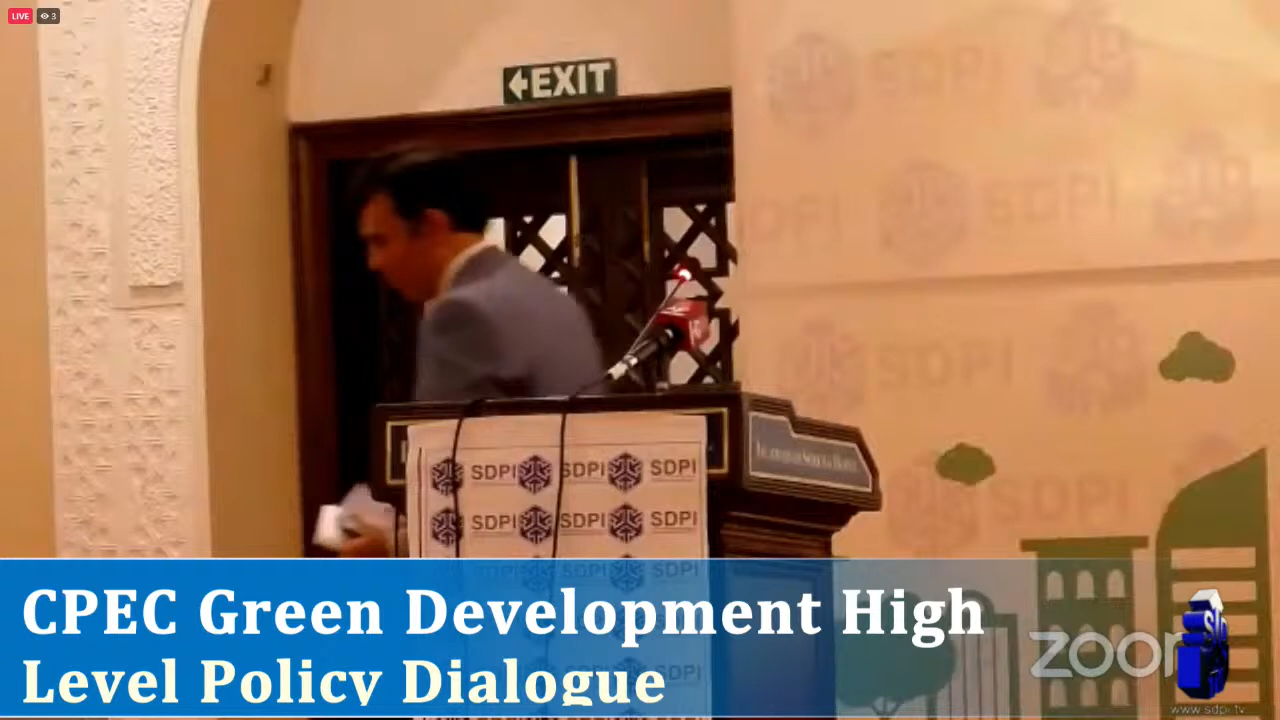 LIVE 3
EXIT
SDPI
SDPI
SDPI
SDPI SDPI SDPI
SDPI SDPI SDPI
SDPI
SDPI SDPI SDPI
CPEC Green Development High
Level Policy Dialogue
zoom
www.sdpi.tv